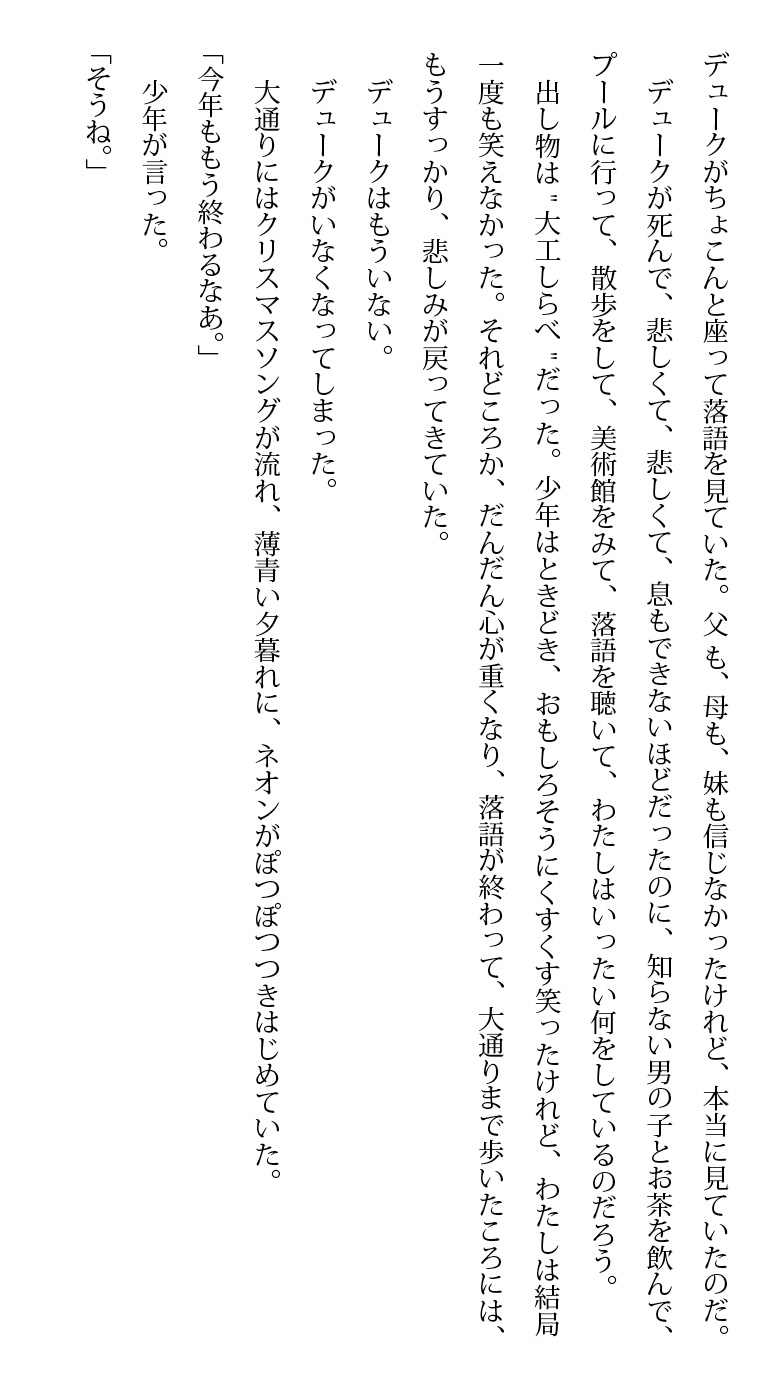 デュークがちょこんと座って落語を見ていた。父も、母も、妹も信じなかったけれど、本当に見ていたのだ。
デュークが死んで、悲しくて、悲しくて、息もできないほどだったのに、知らない男の子とお茶を飲んで、
プールに行って、散歩をして、美術館をみて、落語を聴いて、わたしはいったい何をしているのだろう。
出し物は〝大工しらべ〟だった。少年はときどき、おもしろそうにくすくす笑ったけれど、わたしは結局
一度も笑えなかった。それどころか、だんだん心が重くなり、落語が終わって、大通りまで歩いたころには、
もうすっかり、悲しみが戻ってきていた。
デュークはもういない。
デュークがいなくなってしまった。
大通りにはクリスマスソングが流れ、薄青い夕暮れに、ネオンがぽつぽつつきはじめていた。
「今年ももう終わるなあ。」
少年が言った。
「そうね。」